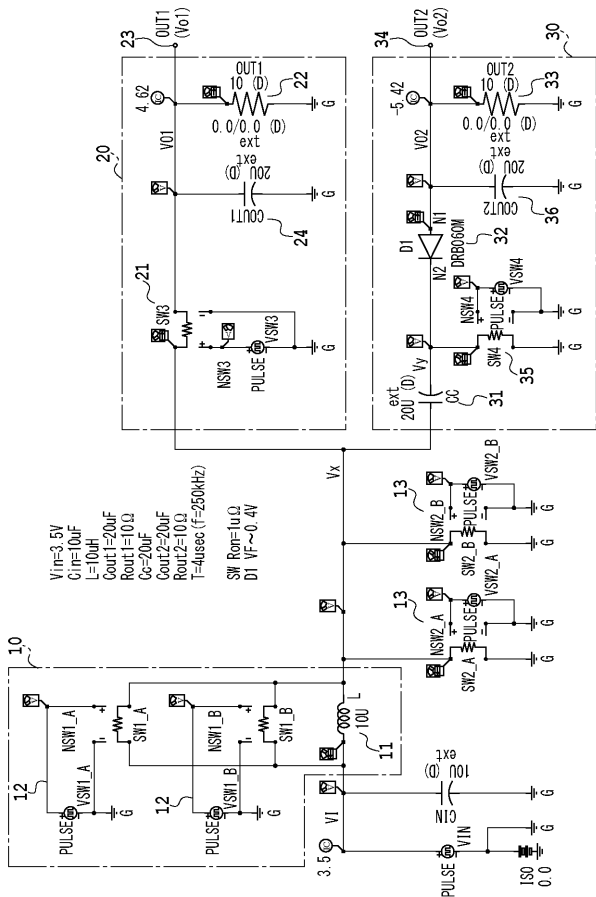 Vin=3.5V
Cin=10uF
L=10uH
Cout1=20uF
Rout1=10Ω
Cc=20uF
Cout2=20uF
Rout2=10Ω
T=4usec(f=250kHz)
SW Ron=1uΩ
D1 VF~0.4V
10
12
PULSE
VSW1_A
NSW1_A
SW1_A
G
12
PULSE
VSW1_B
NSW1_B
SW1_B
G
3.5
IC
VI
L
10U
11
PULSE
VIN
ISO
0.0
G
CIN
10U
(D)
ext
G
13
NSW2_A
PULSE
VSW2_A
SW2_A
G
G
13
NSW2_B
PULSE
VSW2_B
SW2_B
G
G
Vx
20
21
SW3
NSW3
PULSE
VSW3
G
COUT1
20U
(D)
ext
24
G
VO1
4.62
IC
OUT1
10 (D)
0.0/0.0 (D)
ext
22
G
23
OUT1
(Vo1)
30
ext
20U (D)
CC
31
Vy
NSW4
PULSE
VSW4
SW4
35
G
G
D1
N2
N1
DRB060M
32
VO2
COUT2
20U
(D)
ext
36
G
-5.42
IC
OUT2
10 (D)
0.0/0.0 (D)
ext
33
G
34
OUT2
(Vo2)